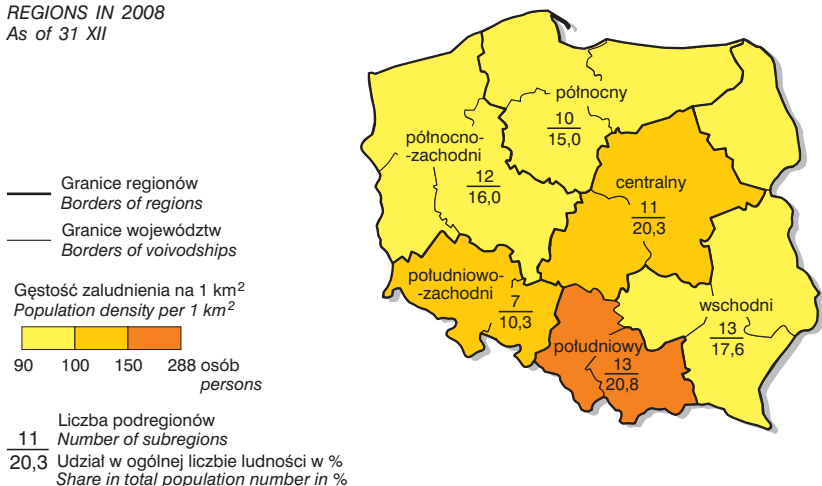 REGIONS IN 2008
As of 31 XII
północny
10
15,0
północno-
-zachodni
12
16,0
centralny
11
20,3
południowo-
-zachodni
7
10,3
wschodni
13
17,6
południowy
13
20,8
Granice regionów
Borders of regions
Granice województw
Borders of voivodships
Gęstość zaludnienia na 1 km²
Population density per 1 km²
90 100 150 288 osób
persons
Liczba podregionów
11 Number of subregions
20,3 Udział w ogólnej liczbie ludności w %
Share in total population number in %